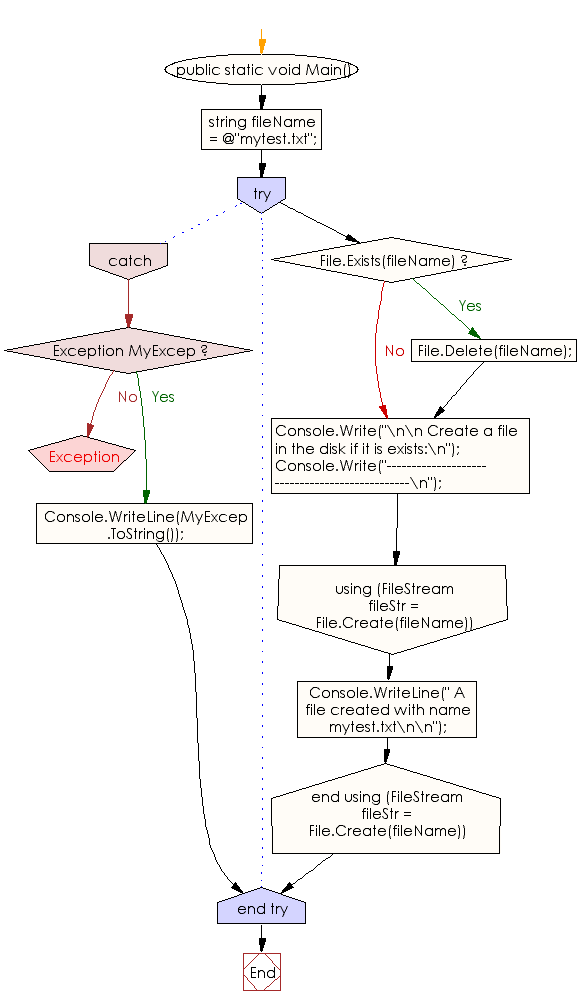 public static void Main()
string fileName
= @"mytest.txt";
try
catch
File.Exists(fileName) ?
Yes
Exception MyExcep ?
No
File.Delete(fileName);
No
Yes
Exception
Console.Write("\n\n Create a file
in the disk if it is exists:\n");
Console.Write("---------------------
----------------------------\n");
Console.WriteLine(MyExcep
.ToString());
using (FileStream
fileStr =
File.Create(fileName))
Console.WriteLine(" A
file created with name
mytest.txt\n\n");
end using (FileStream
fileStr =
File.Create(fileName))
end try
End